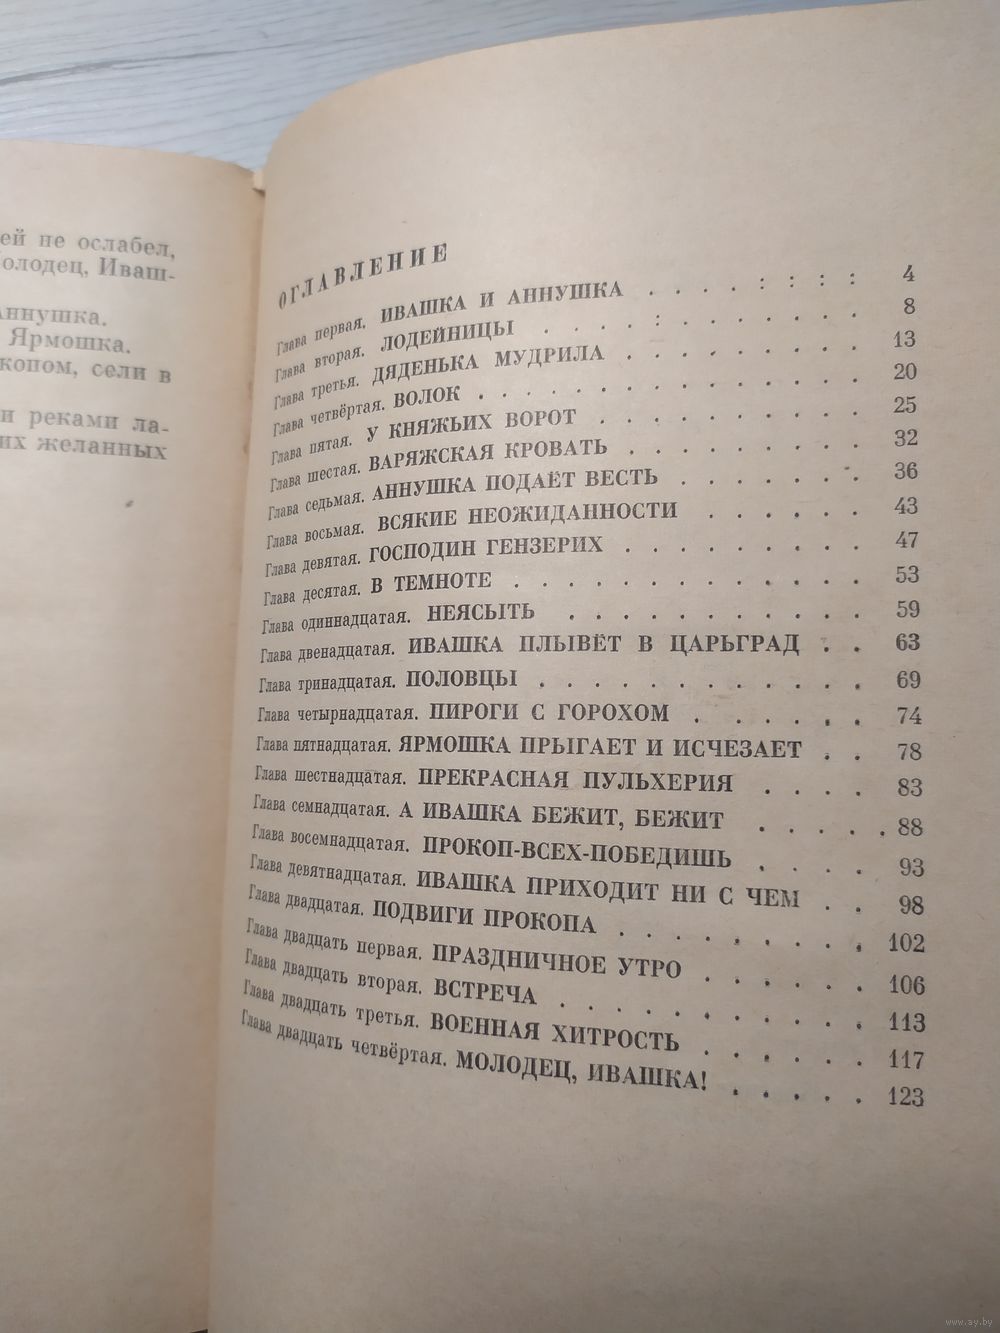 ей не ослабел,
олодец, Иваш-
Аннушка.
Ярмошка.
копом, сели в
и реками ла-
их желанных
ОГЛАВЛЕНИЕ
Глава первая. ИВАШКА И АННУШКА . . . . : : : : 4
Глава вторая. ЛОДЕЙНИЦЫ . . . . : . . . . . . . 8
Глава третья. ДЯДЕНЬКА МУДРИЛА . . . . . . . . . 13
Глава четвёртая. ВОЛОК . . . . . . . . . . . . . . 20
Глава пятая. У КНЯЖЬИХ ВОРОТ . . . . . . . . . . 25
Глава шестая. ВАРЯЖСКАЯ КРОВАТЬ . . . . . . . . 32
Глава седьмая. АННУШКА ПОДАЁТ ВЕСТЬ . . . . . . . 36
Глава восьмая. ВСЯКИЕ НЕОЖИДАННОСТИ . . . . . . 43
Глава девятая. ГОСПОДИН ГЕНЗЕРИХ . . . . . . . . . 47
Глава десятая. В ТЕМНОТЕ . . . . . . . . . . . . . 53
Глава одиннадцатая. НЕЯСЫТЬ . . . . . . . . . . . 59
Глава двенадцатая. ИВАШКА ПЛЫВЁТ В ЦАРЬГРАД . . 63
Глава тринадцатая. ПОЛОВЦЫ . . . . . . . . . . . . 69
Глава четырнадцатая. ПИРОГИ С ГОРОХОМ . . . . . . 74
Глава пятнадцатая. ЯРМОШКА ПРЫГАЕТ И ИСЧЕЗАЕТ . . 78
Глава шестнадцатая. ПРЕКРАСНАЯ ПУЛЬХЕРИЯ . . . . 83
Глава семнадцатая. А ИВАШКА БЕЖИТ, БЕЖИТ . . . . . 88
Глава восемнадцатая. ПРОКОП-ВСЕХ-ПОБЕДИШЬ . . . . 93
Глава девятнадцатая. ИВАШКА ПРИХОДИТ НИ С ЧЕМ . . 98
Глава двадцатая. ПОДВИГИ ПРОКОПА . . . . . . . . . 102
Глава двадцать первая. ПРАЗДНИЧНОЕ УТРО . . . . . . 106
Глава двадцать вторая. ВСТРЕЧА . . . . . . . . . . . 113
Глава двадцать третья. ВОЕННАЯ ХИТРОСТЬ . . . . . . 117
Глава двадцать четвёртая. МОЛОДЕЦ, ИВАШКА! . . . . . 123
www.ay.by